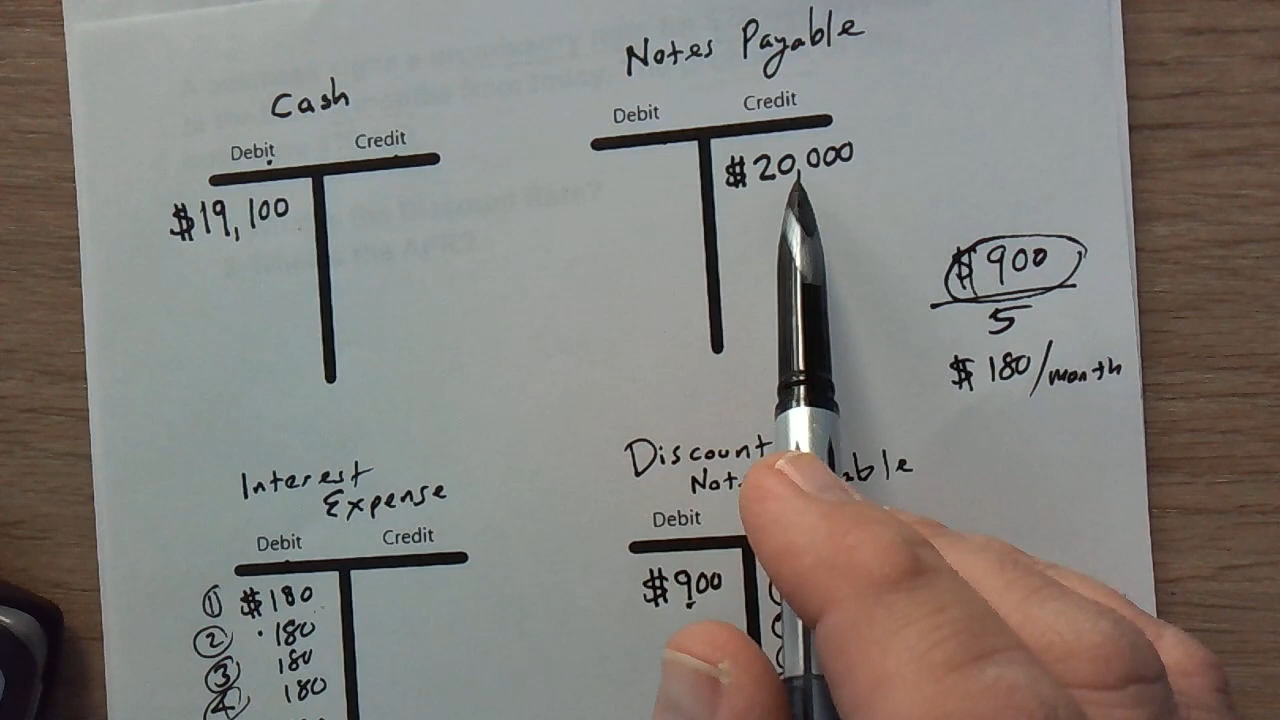 Cash
Debit Credit
$19,100
Notes Payable
Debit Credit
$20,000
$900
5
$180/month
Interest
Expense
Debit Credit
① $180
② 180
③ 180
④ 180
Discount
Debit
$900